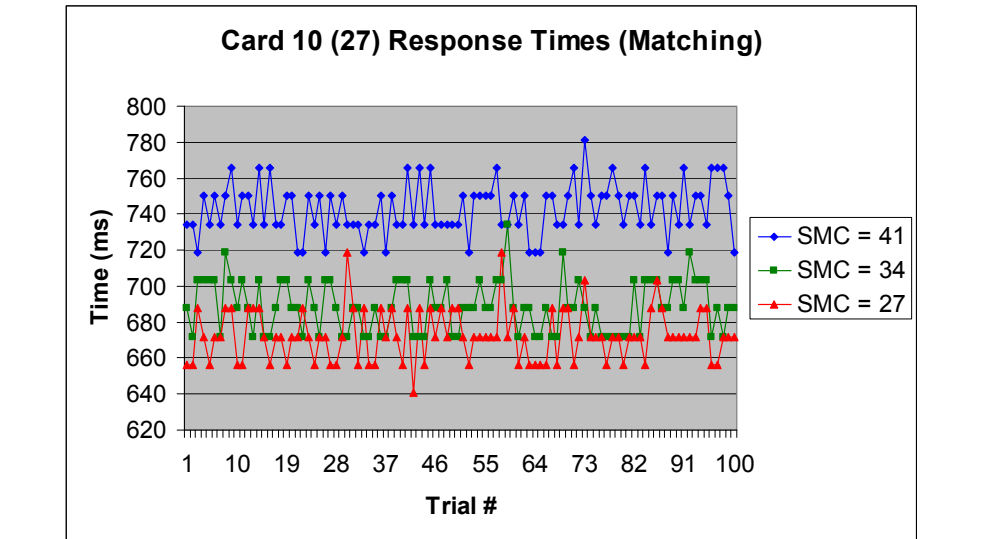 Card 10 (27) Response Times (Matching)
800
780
760
740
720
700
680
660
640
620
Time (ms)
1 10 19 28 37 46 55 64 73 82 91 100
Trial #
SMC = 41
SMC = 34
SMC = 27